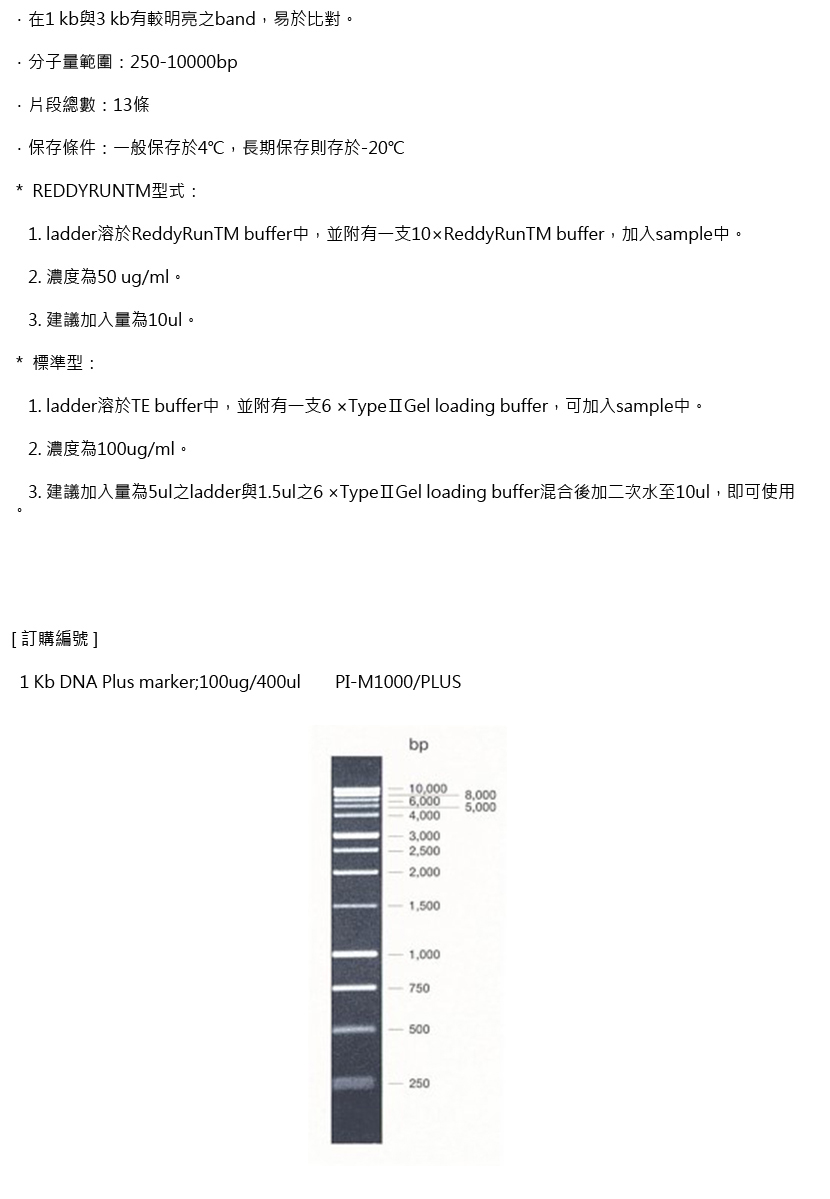 · 在1 kb與3 kb有較明亮之band，易於比對。
· 分子量範圍：250-10000bp
· 片段總數：13條
· 保存條件：一般保存於4℃，長期保存則存於-20℃
* REDDYRUNTM型式：
1. ladder溶於ReddyRunTM buffer中，並附有一支10×ReddyRunTM buffer，加入sample中。
2. 濃度為50 ug/ml。
3. 建議加入量為10ul。
* 標準型：
1. ladder溶於TE buffer中，並附有一支6 ×TypeⅡGel loading buffer，可加入sample中。
2. 濃度為100ug/ml。
3. 建議加入量為5ul之ladder與1.5ul之6 ×TypeⅡGel loading buffer混合後加二次水至10ul，即可使用
。
[ 訂購編號 ]
1 Kb DNA Plus marker;100ug/400ul PI-M1000/PLUS
bp
10,000
8,000
6,000
5,000
4,000
3,000
2,500
2,000
1,500
1,000
750
500
250